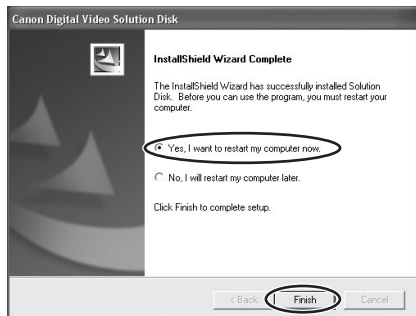 Canon Digital Video Solution Disk
InstallShield Wizard Complete
The InstallShield Wizard has successfully installed Solution
Disk. Before you can use the program, you must restart your
computer.
Yes, I want to restart my computer now.
No, I will restart my computer later.
Click Finish to complete setup.
< Back
Finish
Cancel